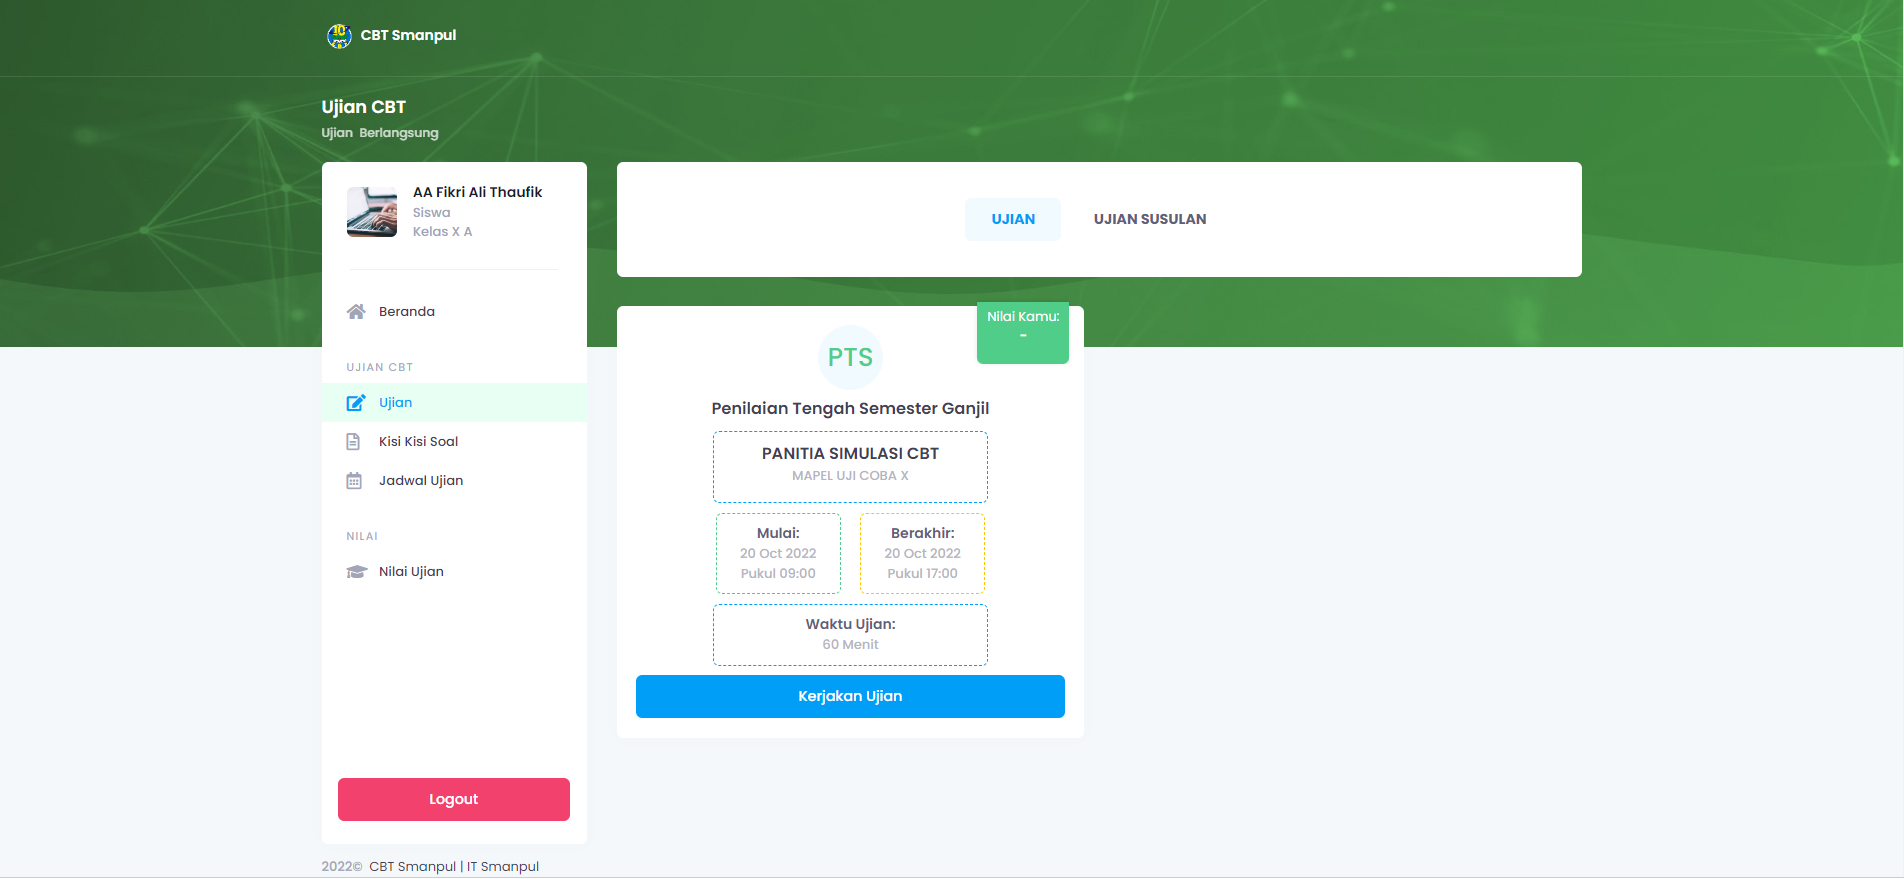 CBT Smanpul
Ujian CBT
Ujian Berlangsung
AA Fikri Ali Thaufik
Siswa
Kelas X A
Beranda
UJIAN CBT
Ujian
Kisi Kisi Soal
Jadwal Ujian
NILAI
Nilai Ujian
Logout
UJIAN
UJIAN SUSULAN
Nilai Kamu:
-
PTS
Penilaian Tengah Semester Ganjil
PANITIA SIMULASI CBT
MAPEL UJI COBA X
Mulai:
20 Oct 2022
Pukul 09:00
Berakhir:
20 Oct 2022
Pukul 17:00
Waktu Ujian:
60 Menit
Kerjakan Ujian
2022© CBT Smanpul | IT Smanpul